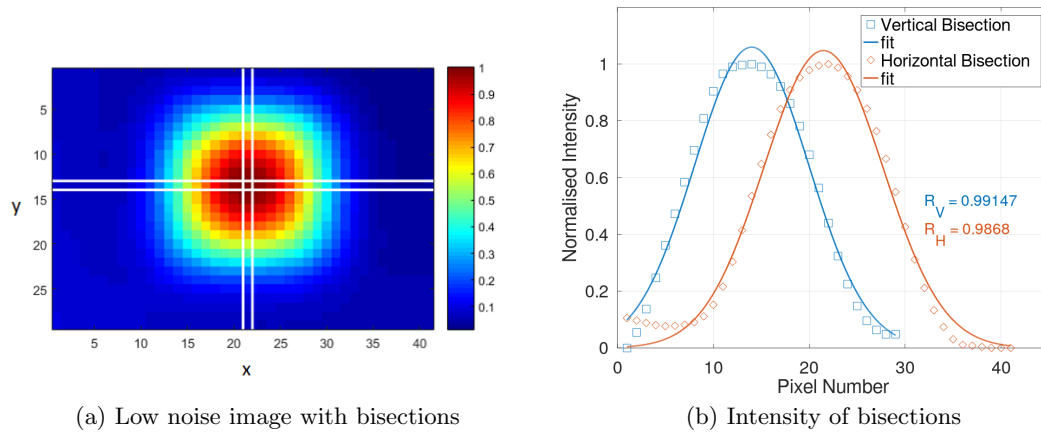 1
0.9
0.8
0.7
0.6
0.5
0.4
0.3
0.2
0.1
5
10
15
20
25
y
5 10 15 20 25 30 35 40
x
(a) Low noise image with bisections
Vertical Bisection
fit
Horizontal Bisection
fit
1
0.8
0.6
0.4
0.2
0
Normalised Intensity
R_V = 0.99147
R_H = 0.9868
0 10 20 30 40
Pixel Number
(b) Intensity of bisections